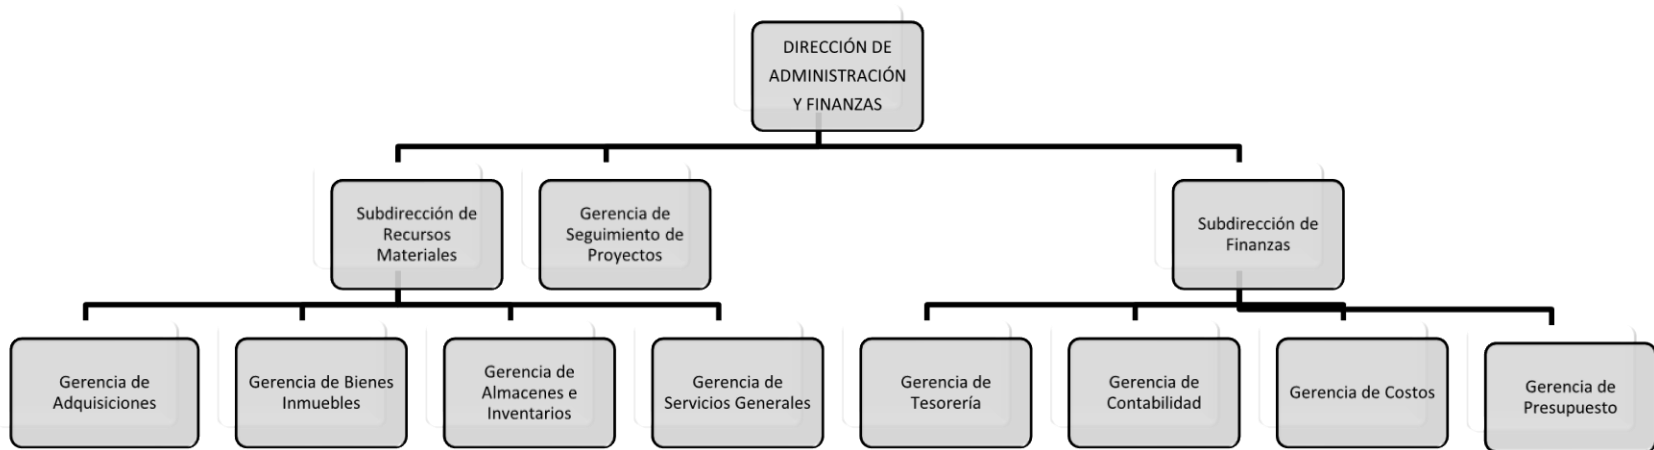 DIRECCIÓN DE
ADMINISTRACIÓN
Y FINANZAS
Subdirección de
Recursos
Materiales
Gerencia de
Seguimiento de
Proyectos
Subdirección de
Finanzas
Gerencia de
Adquisiciones
Gerencia de Bienes
Inmuebles
Gerencia de
Almacenes e
Inventarios
Gerencia de
Servicios Generales
Gerencia de
Tesorería
Gerencia de
Contabilidad
Gerencia de Costos
Gerencia de
Presupuesto